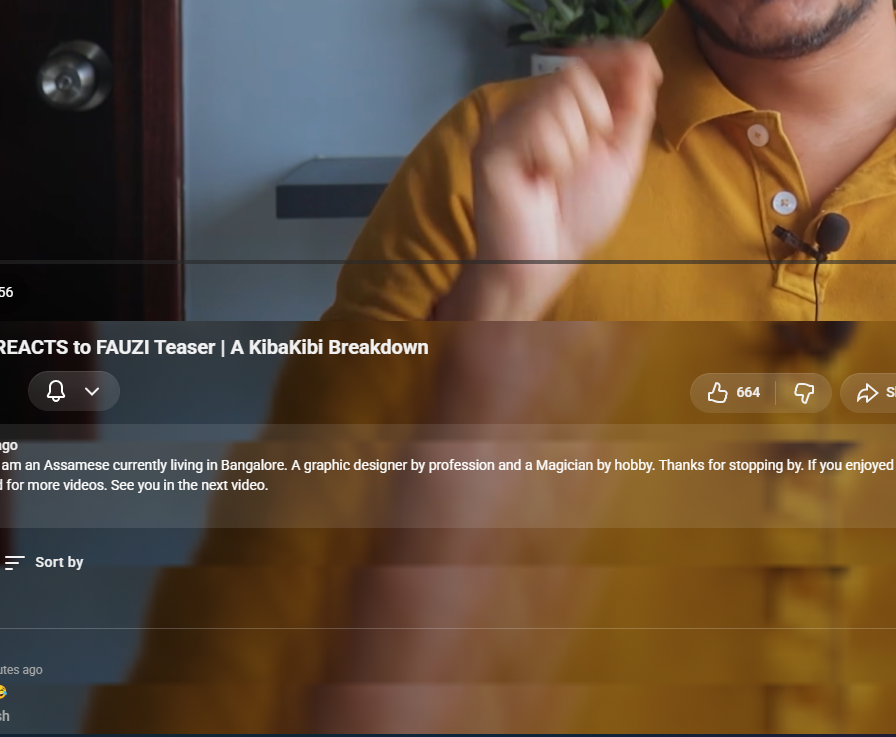 56
REACTS to FAUZI Teaser | A KibaKibi Breakdown
664
ago
am an Assamese currently living in Bangalore. A graphic designer by profession and a Magician by hobby. Thanks for stopping by. If you enjoyed
for more videos. See you in the next video.
Sort by
utes ago